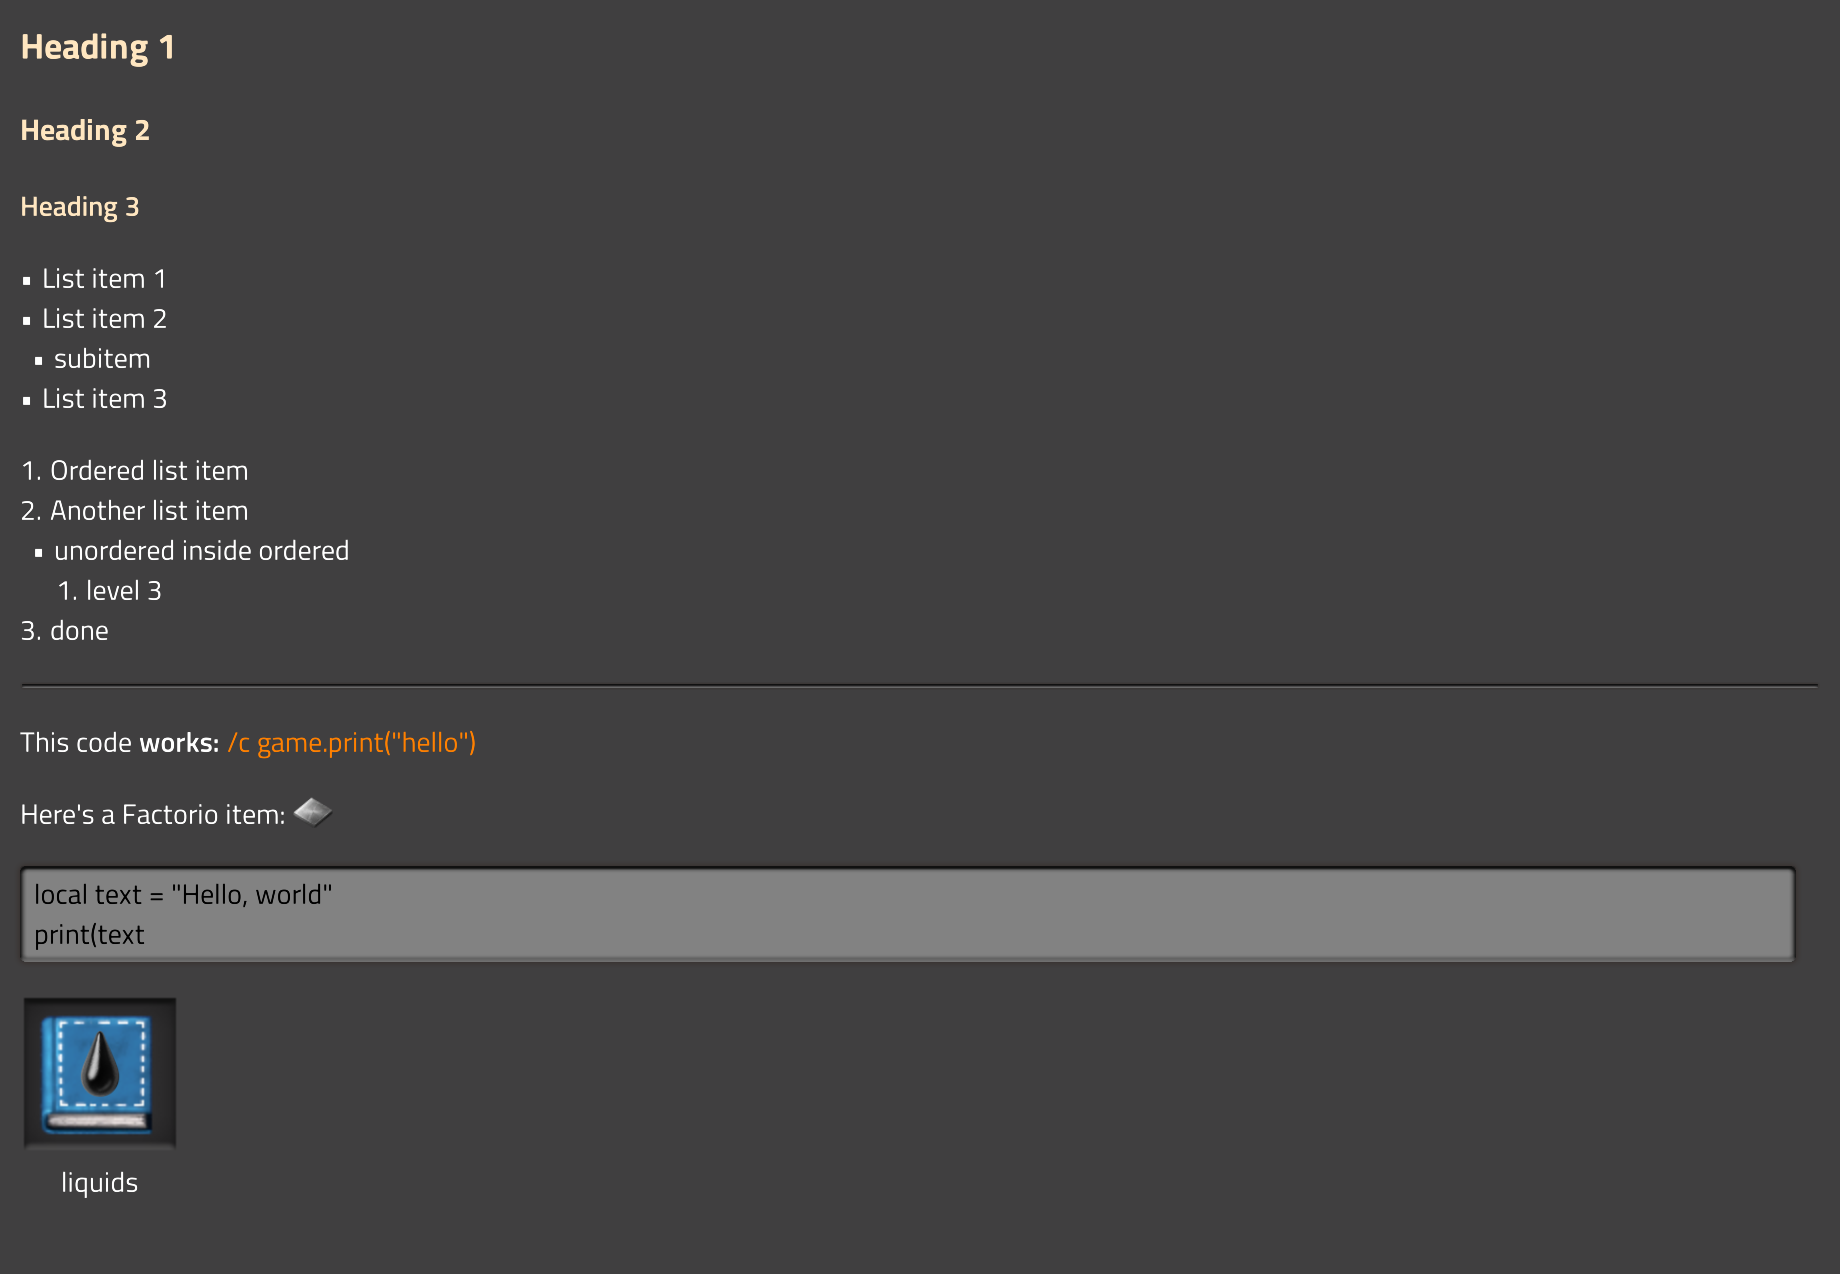 Heading 1
Heading 2
Heading 3
▪ List item 1
▪ List item 2
▪ subitem
▪ List item 3
1. Ordered list item
2. Another list item
▪ unordered inside ordered
1. level 3
3. done
This code works: /c game.print("hello")
Here's a Factorio item:
local text = "Hello, world"
print(text
liquids